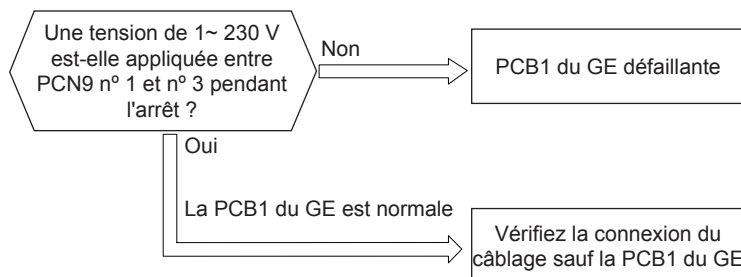 Une tension de 1~ 230 V
est-elle appliquée entre
PCN9 nº 1 et nº 3 pendant
l'arrêt ?
Non
PCB1 du GE défaillante
Oui
La PCB1 du GE est normale
Vérifiez la connexion du
câblage sauf la PCB1 du GE